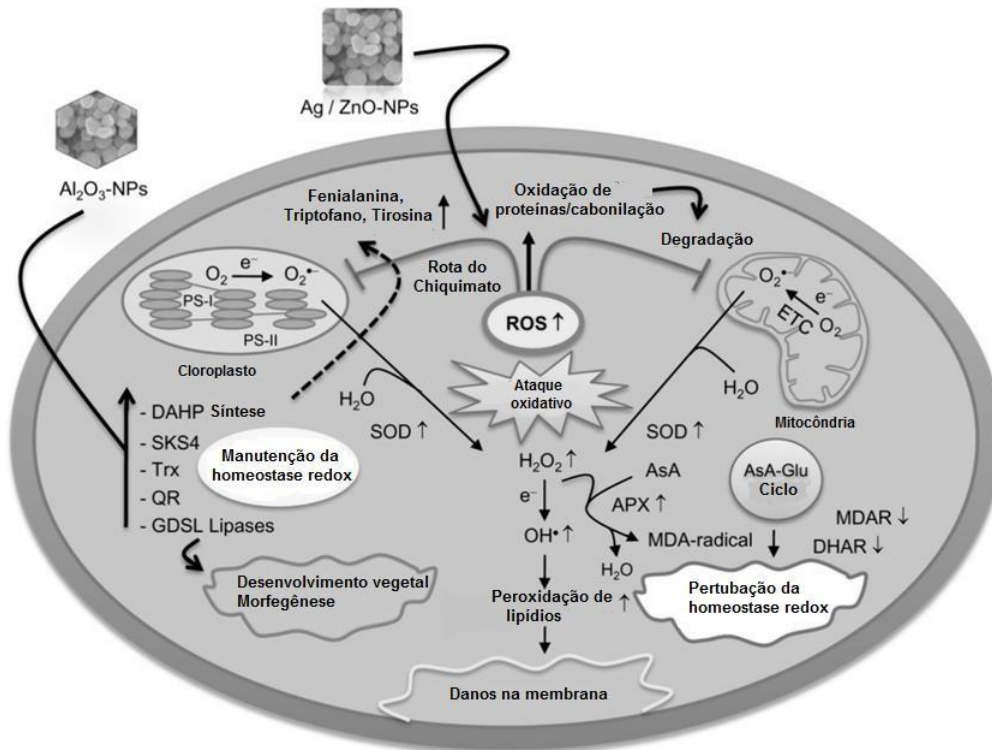 Ag / ZnO-NPs
Al₂O₃-NPs
Fenialanina,
Triptofano, Tirosina
Oxidação de
proteínas/cabonilação
Degradação
Rota do
Chiquimato
O₂ e⁻ O₂•⁻
PS-I
PS-II
Cloroplasto
ROS ↑
O₂•⁻
e⁻
ETC
O₂
Mitocôndria
H₂O
SOD ↑
Ataque
oxidativo
H₂O
SOD ↑
- DAHP Síntese
- SKS4
- Trx
- QR
- GDSL Lipases
Manutenção da
homeostase redox
Desenvolvimento vegetal
Morfegênese
H₂O₂ ↑
e⁻
OH• ↑
AsA
APX ↑
MDA-radical
H₂O
Peroxidação de ↑
lipídios
Danos na membrana
AsA-Glu
Ciclo
MDAR ↓
DHAR ↓
Pertubação da
homeostase redox